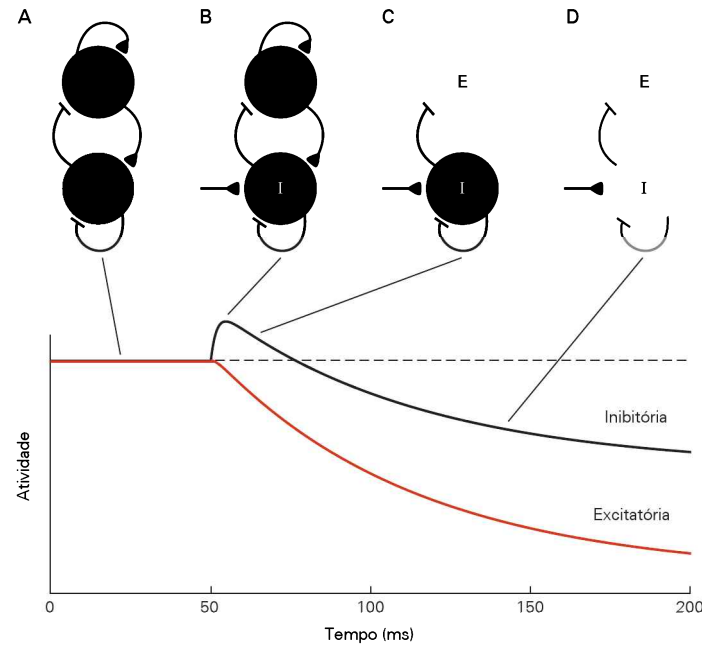 A B C D
E E
I I I
Inibitória
Excitatória
Atividade
0 50 100 150 200
Tempo (ms)